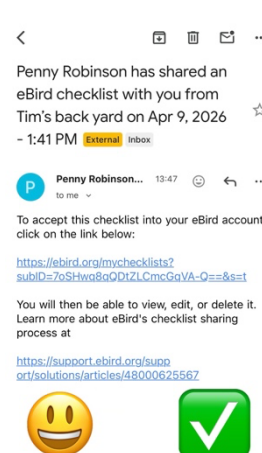 Penny Robinson has shared an
eBird checklist with you from
Tim's back yard on Apr 9, 2026
- 1:41 PM External Inbox
P
Penny Robinson... 13:47
to me
To accept this checklist into your eBird account
click on the link below:
https://ebird.org/mychecklists?
subID=7oSHwq8qQDtZLCmcGqVA-Q==&s=t
You will then be able to view, edit, or delete it.
Learn more about eBird's checklist sharing
process at
https://support.ebird.org/supp
ort/solutions/articles/48000625567